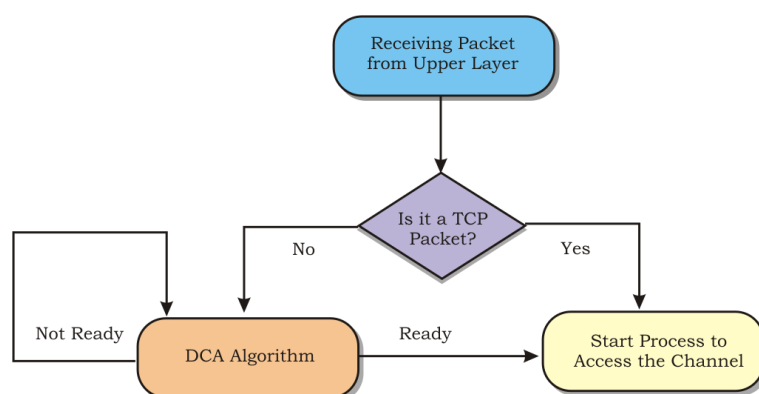 Receiving Packet
from Upper Layer
Is it a TCP
Packet?
No
Yes
Not Ready
DCA Algorithm
Ready
Start Process to
Access the Channel